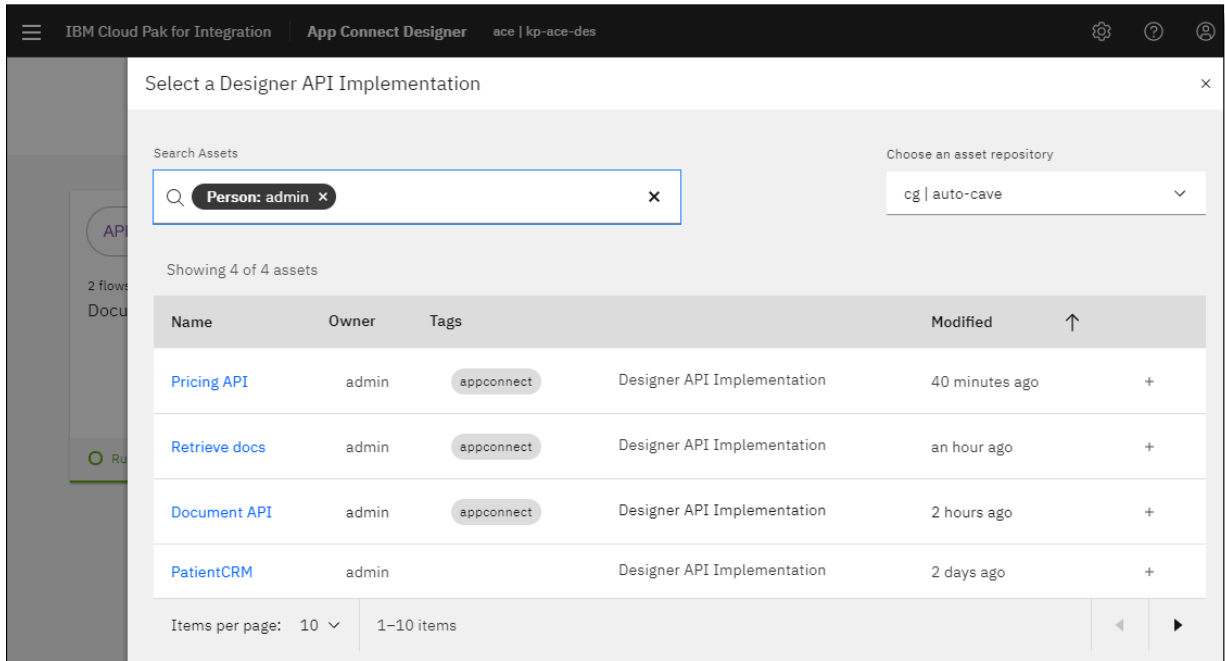 IBM Cloud Pak for Integration App Connect Designer ace | kp-ace-des
Select a Designer API Implementation ×
Search Assets
Choose an asset repository
Person: admin × ×
cg | auto-cave
API
Showing 4 of 4 assets
2 flows
Docu
Name Owner Tags Modified ↑
Pricing API admin appconnect Designer API Implementation 40 minutes ago +
Retrieve docs admin appconnect Designer API Implementation an hour ago +
Ru
Document API admin appconnect Designer API Implementation 2 hours ago +
PatientCRM admin Designer API Implementation 2 days ago +
Items per page: 10 1–10 items